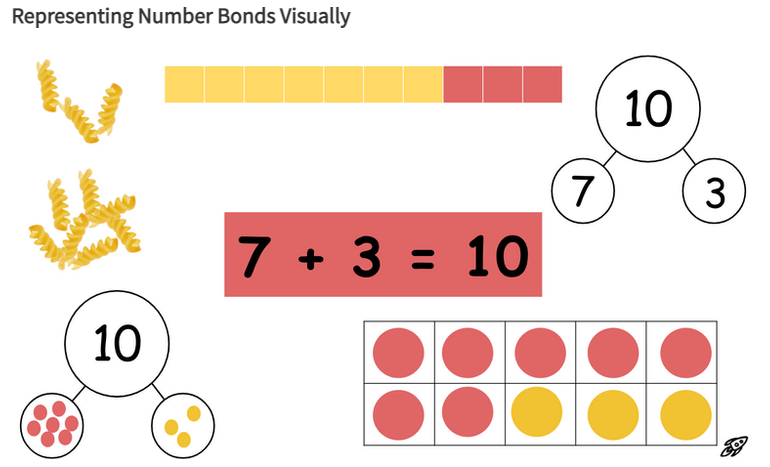 Representing Number Bonds Visually
10
7
3
7 + 3 = 10
10